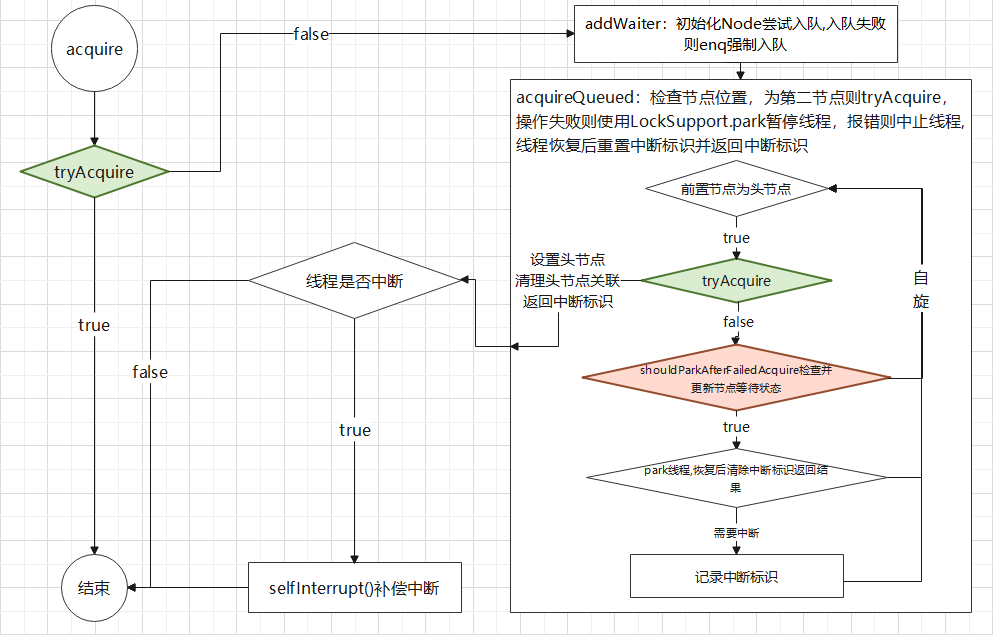 acquire
false
addWaiter：初始化Node尝试入队,入队失败
则enq强制入队
acquireQueued：检查节点位置，为第二节点则tryAcquire，
操作失败则使用LockSupport.park暂停线程，报错则中止线程,
线程恢复后重置中断标识并返回中断标识
tryAcquire
前置节点为头节点
true
设置头节点
清理头节点关联
返回中断标识
tryAcquire
自
旋
线程是否中断
false
true
shouldParkAfterFailedAcquire检查并
更新节点等待状态
false
true
true
park线程,恢复后清除中断标识返回结
果
需要中断
记录中断标识
结束
selfInterrupt()补偿中断